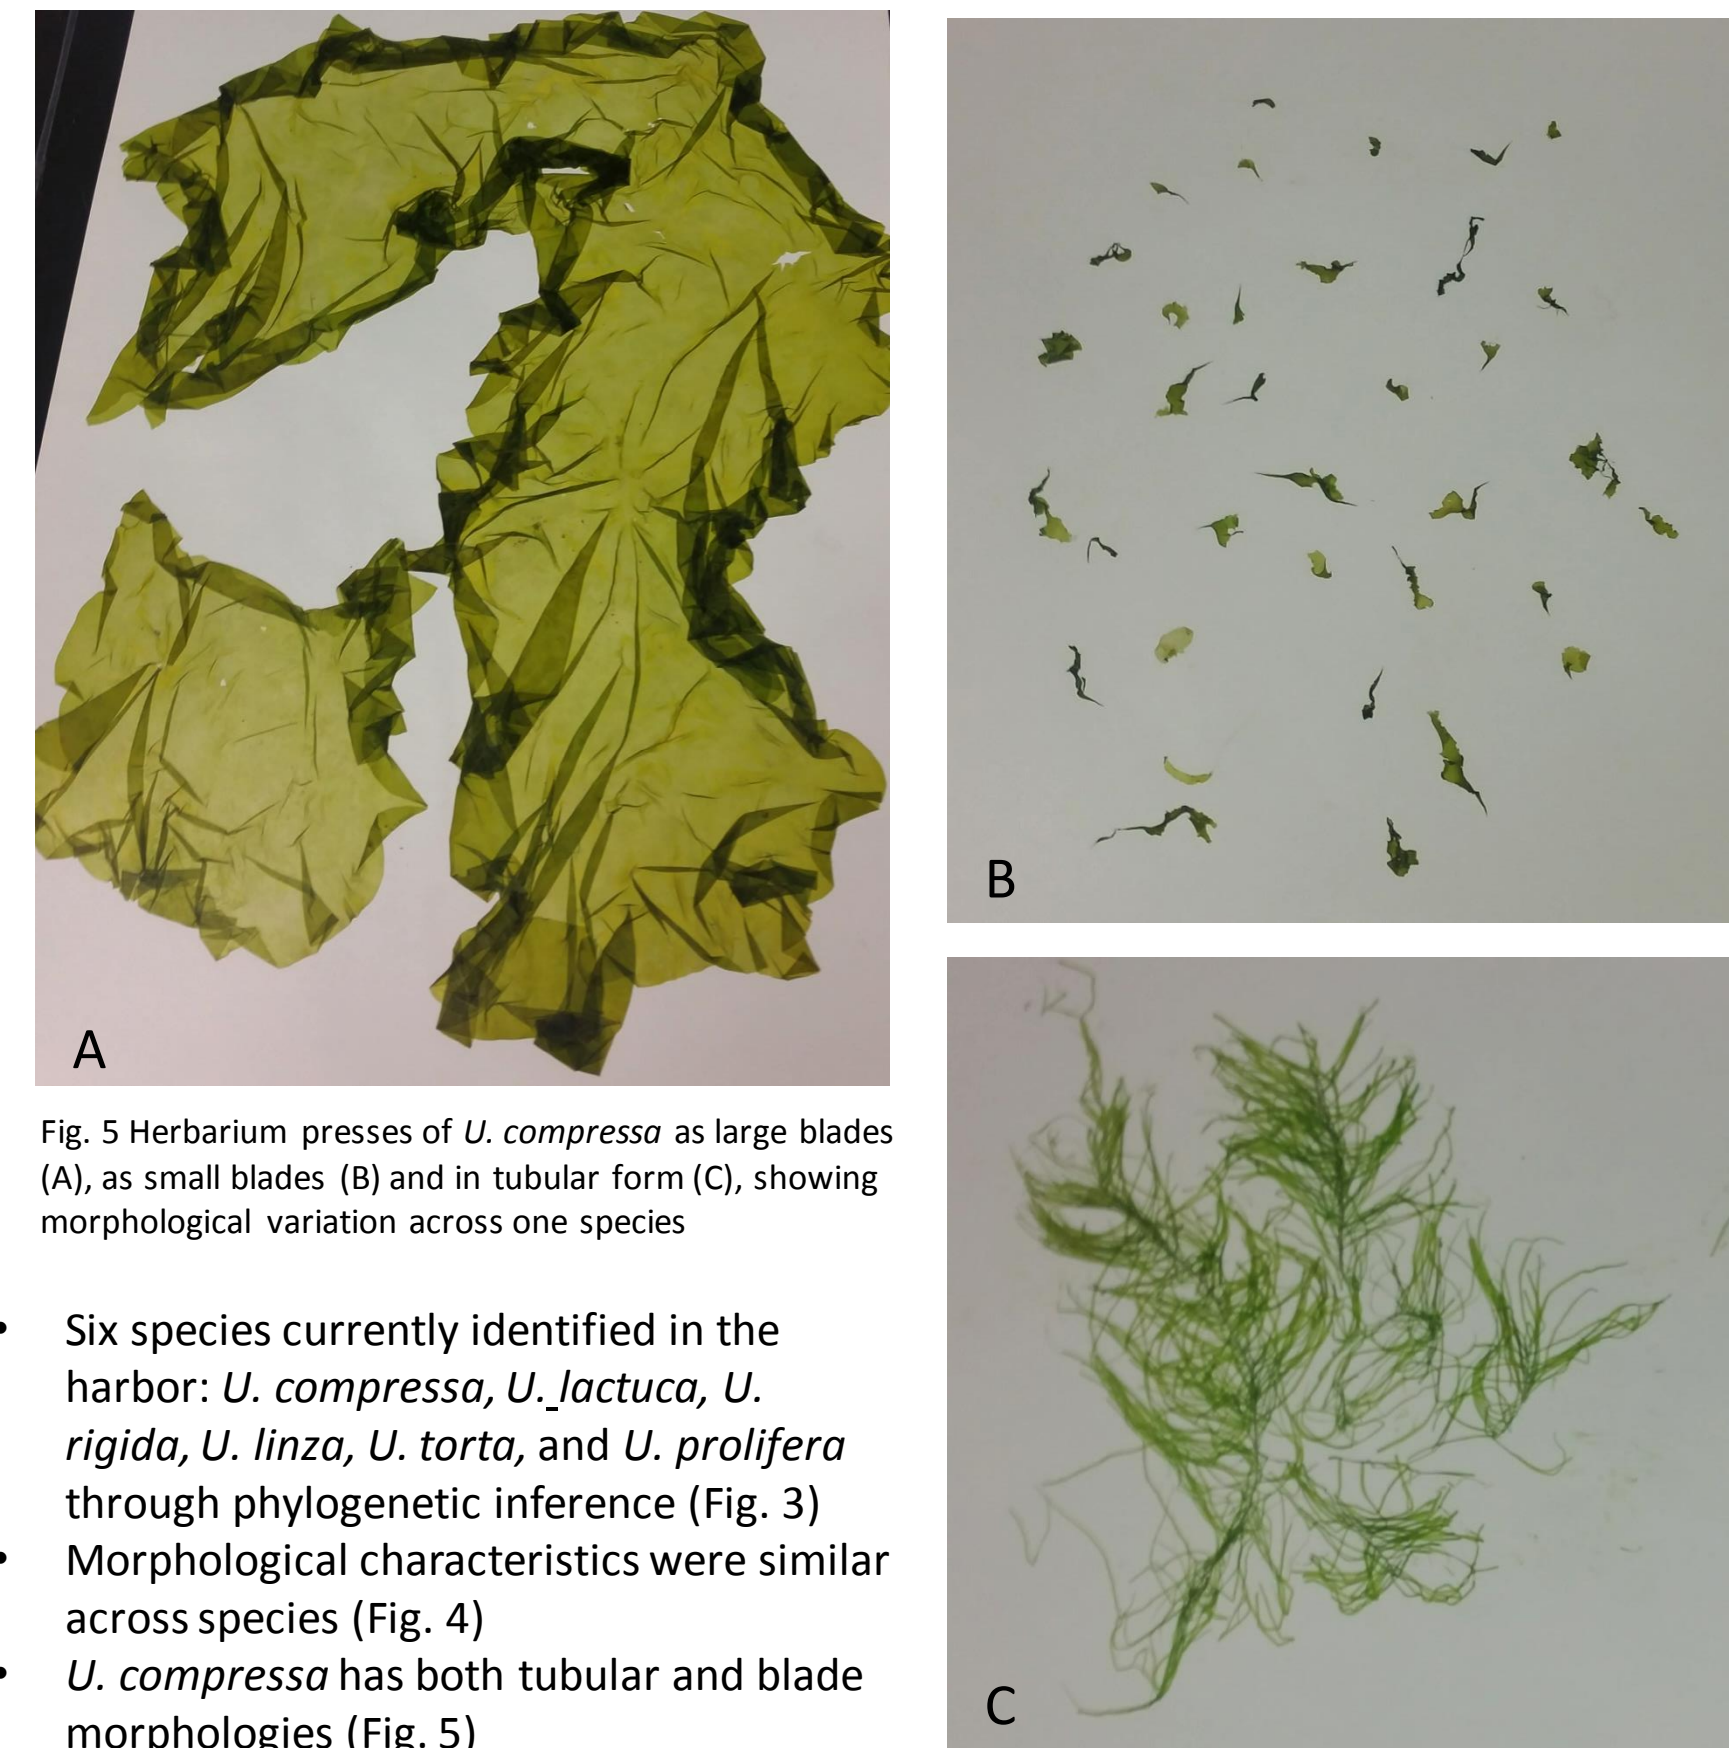 A
B
Fig. 5 Herbarium presses of U. compressa as large blades
(A), as small blades (B) and in tubular form (C), showing
morphological variation across one species
• Six species currently identified in the
harbor: U. compressa, U. lactuca, U.
rigida, U. linza, U. torta, and U. prolifera
through phylogenetic inference (Fig. 3)
• Morphological characteristics were similar
across species (Fig. 4)
• U. compressa has both tubular and blade
morphologies (Fig. 5)
C